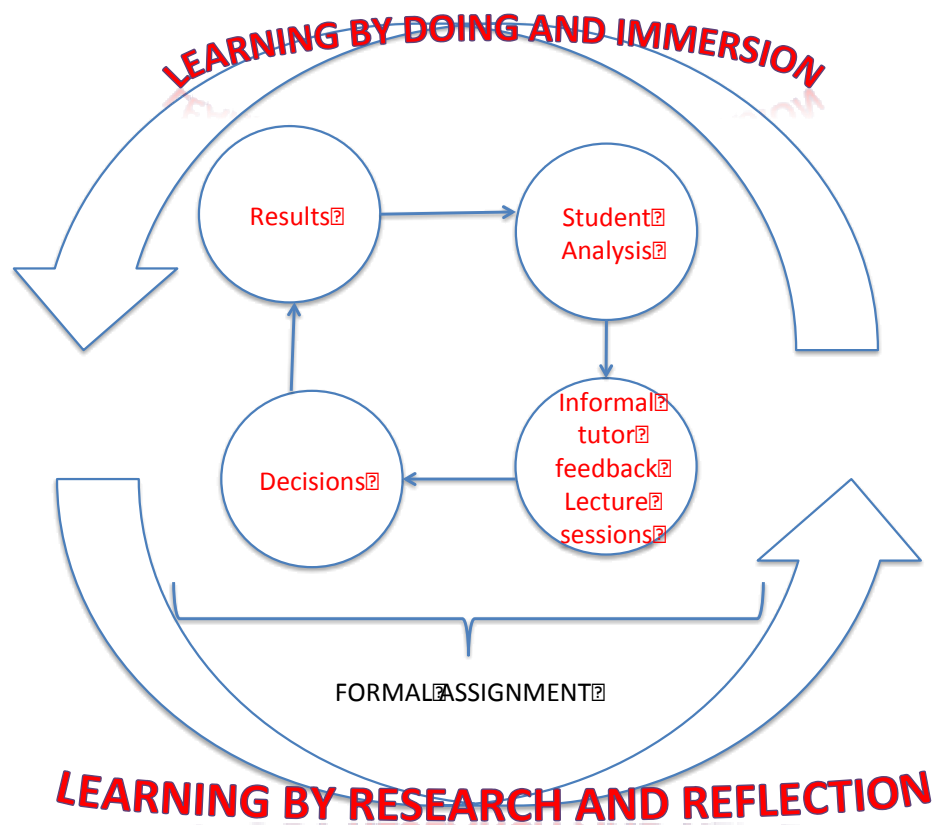 LEARNING BY DOING AND IMMERSION
Results⍰
Student⍰
Analysis⍰
Informal⍰
tutor⍰
feedback⍰
Lecture⍰
sessions⍰
Decisions⍰
FORMAL⍰ASSIGNMENT⍰
LEARNING BY RESEARCH AND REFLECTION